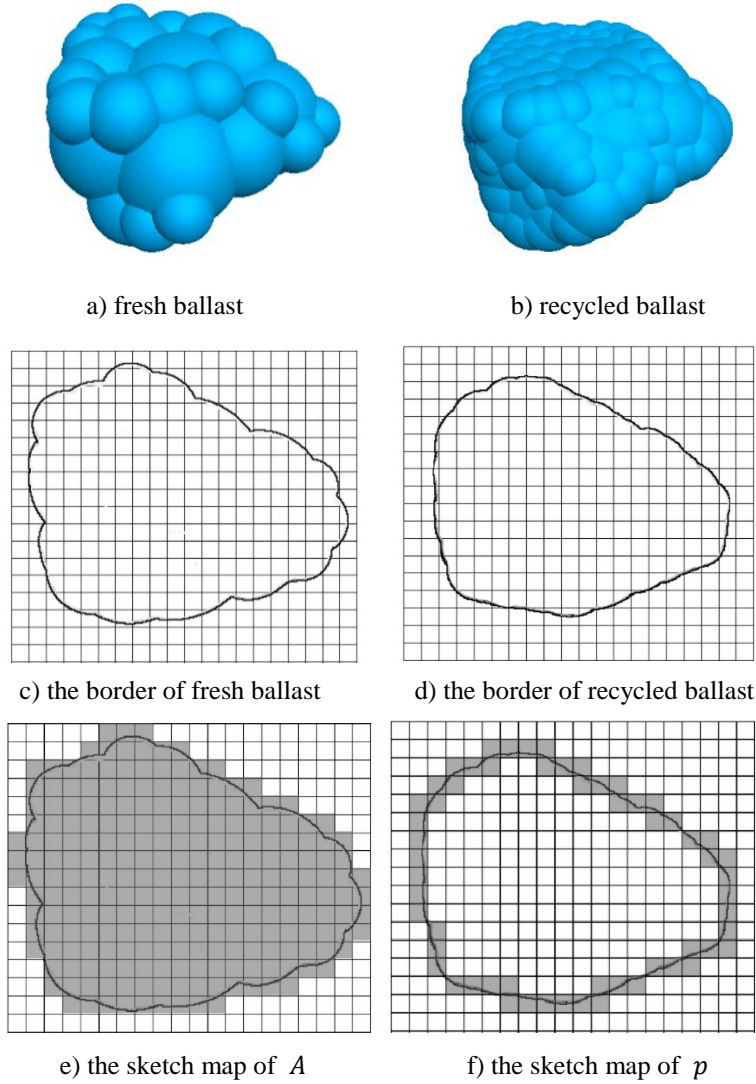 a) fresh ballast
b) recycled ballast
c) the border of fresh ballast
d) the border of recycled ballast
e) the sketch map of A
f) the sketch map of p